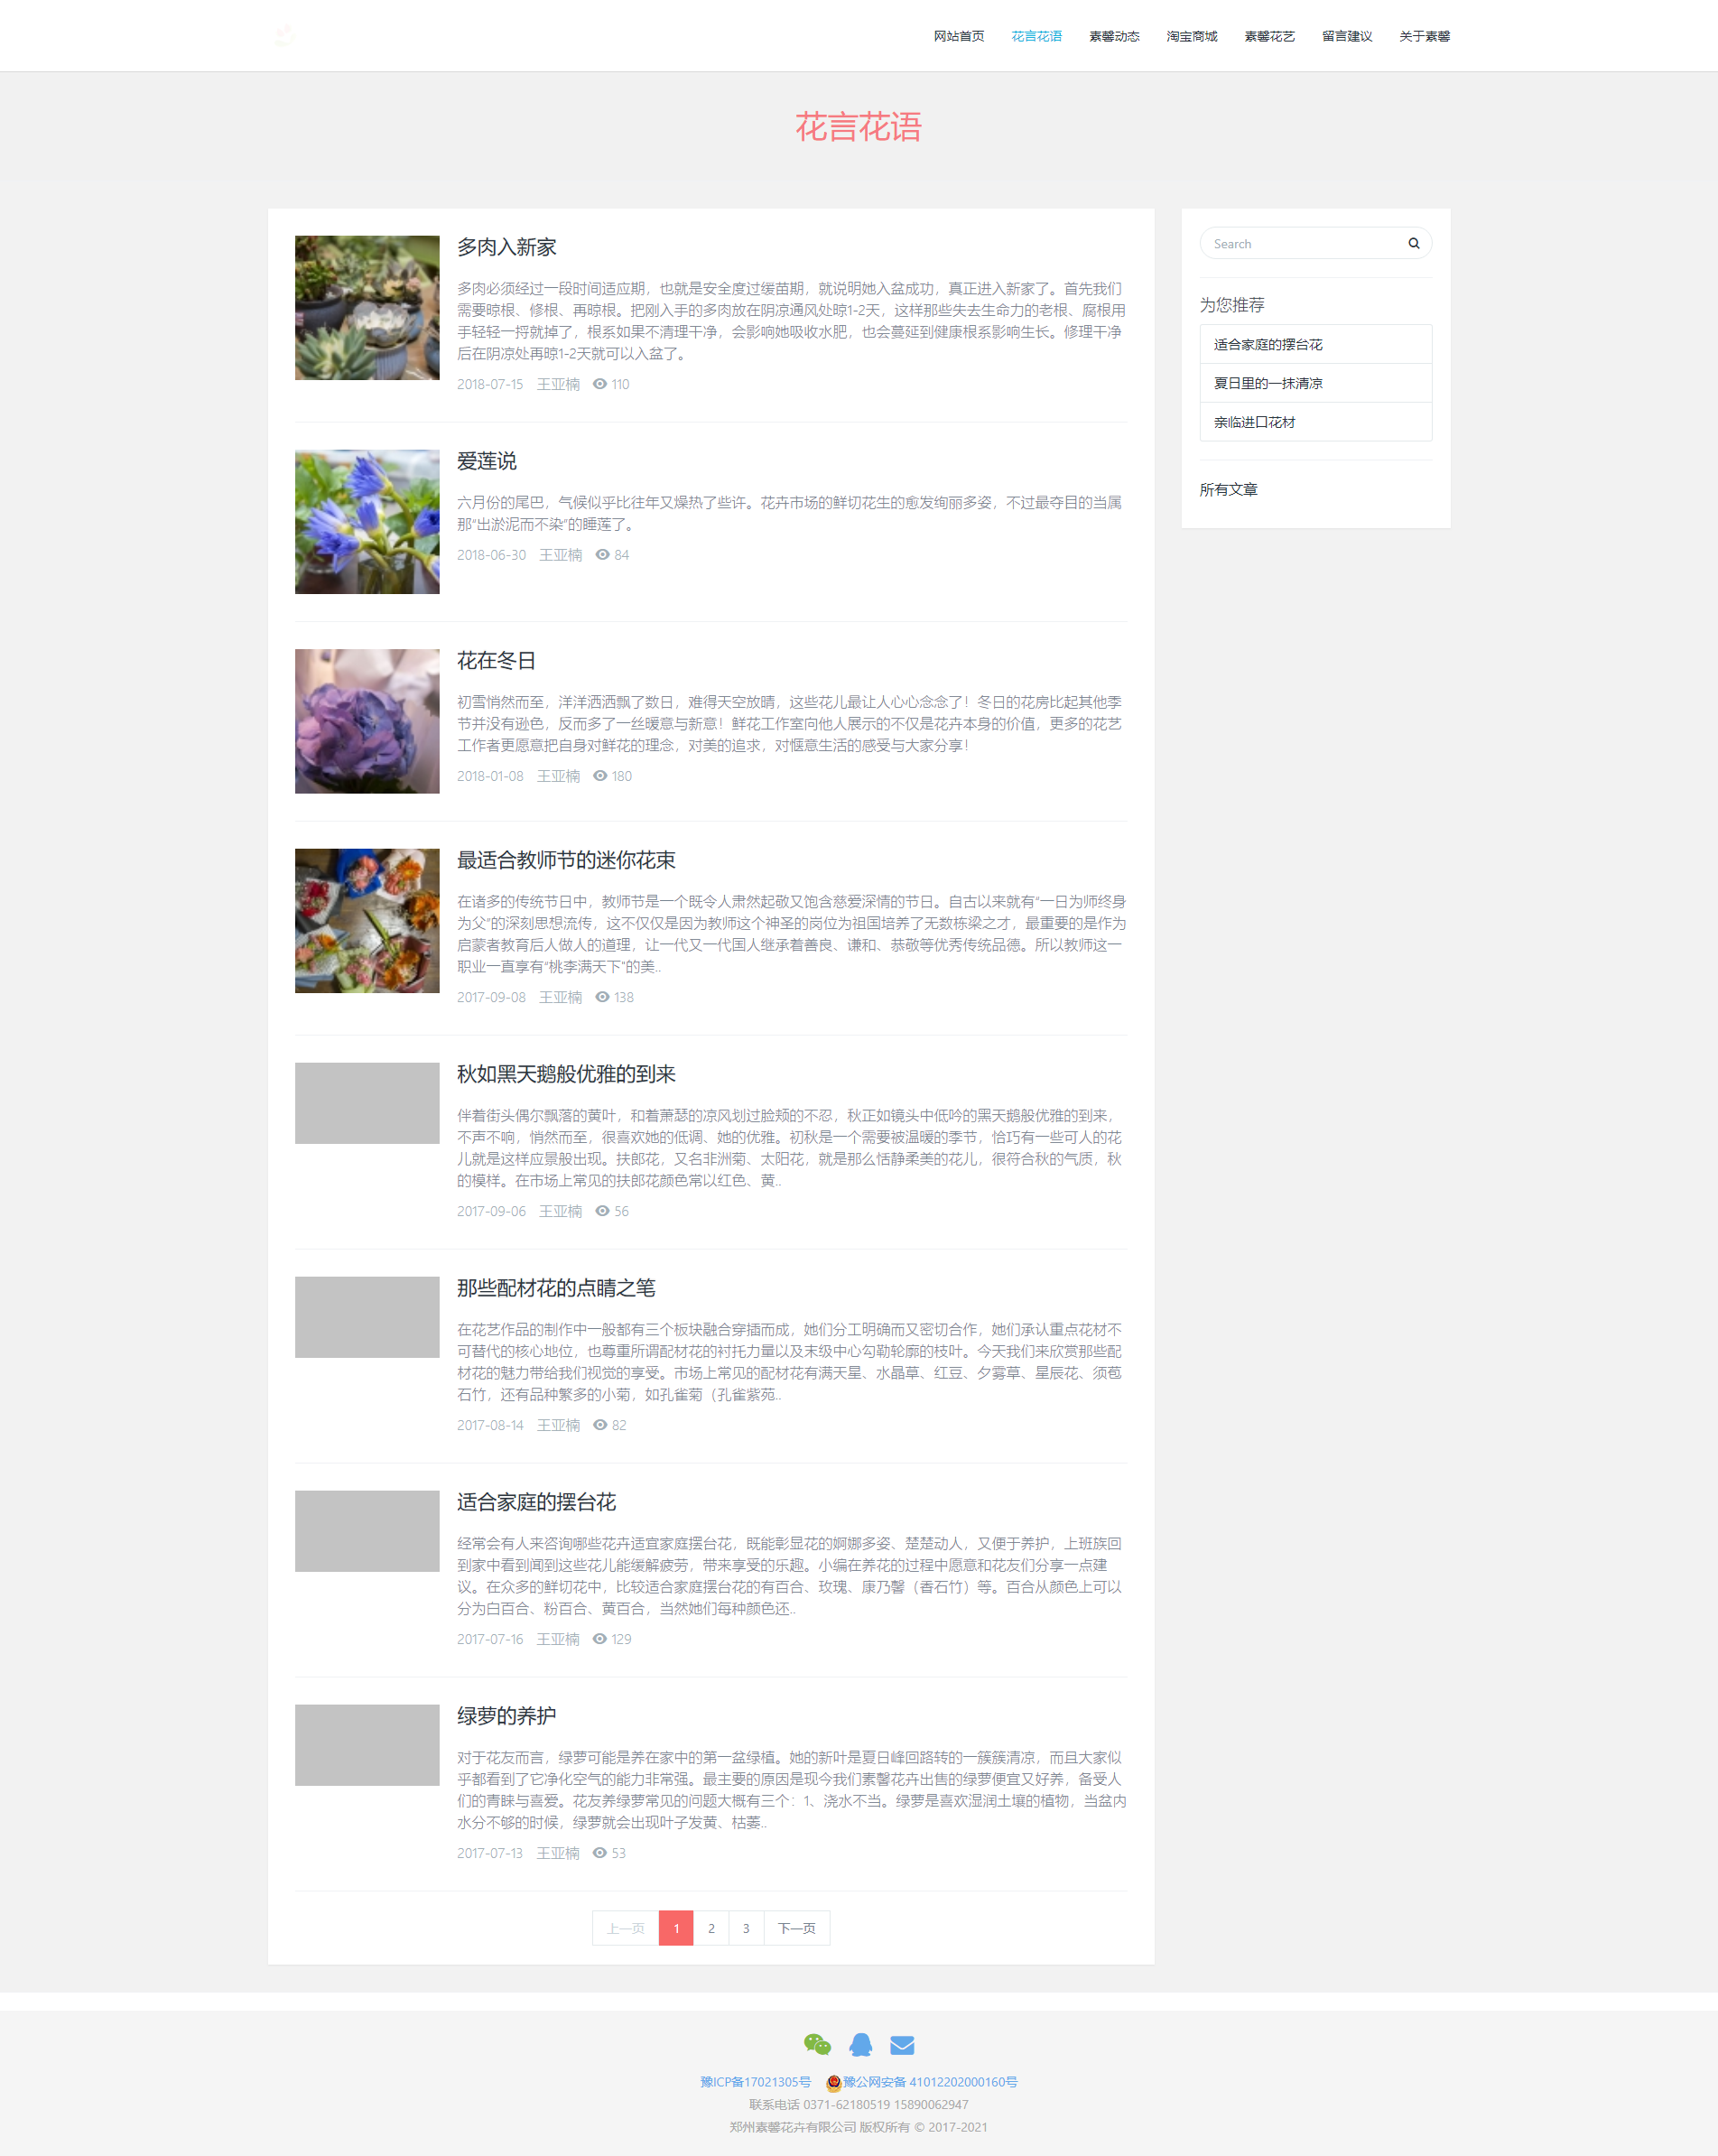 网站首页 花言花语 素馨动态 淘宝商城 素馨花艺 留言建议 关于素馨
花言花语
多肉入新家
多肉必须经过一段时间适应期，也就是安全度过缓苗期，就说明她入盆成功，真正进入新家了。首先我们
需要晾根、修根、再晾根。把刚入手的多肉放在阴凉通风处晾1-2天，这样那些失去生命力的老根、腐根用
手轻轻一捋就掉了，根系如果不清理干净，会影响她吸收水肥，也会蔓延到健康根系影响生长。修理干净
后在阴凉处再晾1-2天就可以入盆了。
2018-07-15 王亚楠 110
爱莲说
六月份的尾巴，气候似乎比往年又燥热了些许。花卉市场的鲜切花生的愈发绚丽多姿，不过最夺目的当属
那“出淤泥而不染”的睡莲了。
2018-06-30 王亚楠 84
花在冬日
初雪悄然而至，洋洋洒洒飘了数日，难得天空放晴，这些花儿最让人心心念念了！冬日的花房比起其他季
节并没有逊色，反而多了一丝暖意与新意！鲜花工作室向他人展示的不仅是花卉本身的价值，更多的花艺
工作者更愿意把自身对鲜花的理念，对美的追求，对惬意生活的感受与大家分享！
2018-01-08 王亚楠 180
最适合教师节的迷你花束
在诸多的传统节日中，教师节是一个既令人肃然起敬又饱含慈爱深情的节日。自古以来就有“一日为师终身
为父”的深刻思想流传，这不仅仅是因为教师这个神圣的岗位为祖国培养了无数栋梁之才，最重要的是作为
启蒙者教育后人做人的道理，让一代又一代国人继承着善良、谦和、恭敬等优秀传统品德。所以教师这一
职业一直享有“桃李满天下”的美..
2017-09-08 王亚楠 138
秋如黑天鹅般优雅的到来
伴着街头偶尔飘落的黄叶，和着萧瑟的凉风划过脸颊的不忍，秋正如镜头中低吟的黑天鹅般优雅的到来，
不声不响，悄然而至，很喜欢她的低调、她的优雅。初秋是一个需要被温暖的季节，恰巧有一些可人的花
儿就是这样应景般出现。扶郎花，又名非洲菊、太阳花，就是那么恬静柔美的花儿，很符合秋的气质，秋
的模样。在市场上常见的扶郎花颜色常以红色、黄..
2017-09-06 王亚楠 56
那些配材花的点睛之笔
在花艺作品的制作中一般都有三个板块融合穿插而成，她们分工明确而又密切合作，她们承认重点花材不
可替代的核心地位，也尊重所谓配材花的衬托力量以及末级中心勾勒轮廓的枝叶。今天我们来欣赏那些配
材花的魅力带给我们视觉的享受。市场上常见的配材花有满天星、水晶草、红豆、夕雾草、星辰花、须苞
石竹，还有品种繁多的小菊，如孔雀菊（孔雀紫苑..
2017-08-14 王亚楠 82
适合家庭的摆台花
经常会有人来咨询哪些花卉适宜家庭摆台花，既能彰显花的婀娜多姿、楚楚动人，又便于养护，上班族回
到家中看到闻到这些花儿能缓解疲劳，带来享受的乐趣。小编在养花的过程中愿意和花友们分享一点建
议。在众多的鲜切花中，比较适合家庭摆台花的有百合、玫瑰、康乃馨（香石竹）等。百合从颜色上可以
分为白百合、粉百合、黄百合，当然她们每种颜色还..
2017-07-16 王亚楠 129
绿萝的养护
对于花友而言，绿萝可能是养在家中的第一盆绿植。她的新叶是夏日峰回路转的一簇簇清凉，而且大家似
乎都看到了它净化空气的能力非常强。最主要的原因是现今我们素馨花卉出售的绿萝便宜又好养，备受人
们的青睐与喜爱。花友养绿萝常见的问题大概有三个：1、浇水不当。绿萝是喜欢湿润土壤的植物，当盆内
水分不够的时候，绿萝就会出现叶子发黄、枯萎..
2017-07-13 王亚楠 53
上一页 1 2 3 下一页
Search
为您推荐
适合家庭的摆台花
夏日里的一抹清凉
亲临进口花材
所有文章
豫ICP备17021305号 豫公网安备 41012202000160号
联系电话 0371-62180519 15890062947
郑州素馨花卉有限公司 版权所有 © 2017-2021